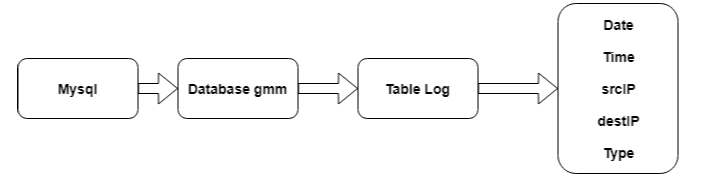 Mysql
Database gmm
Table Log
Date
Time
srcIP
destIP
Type